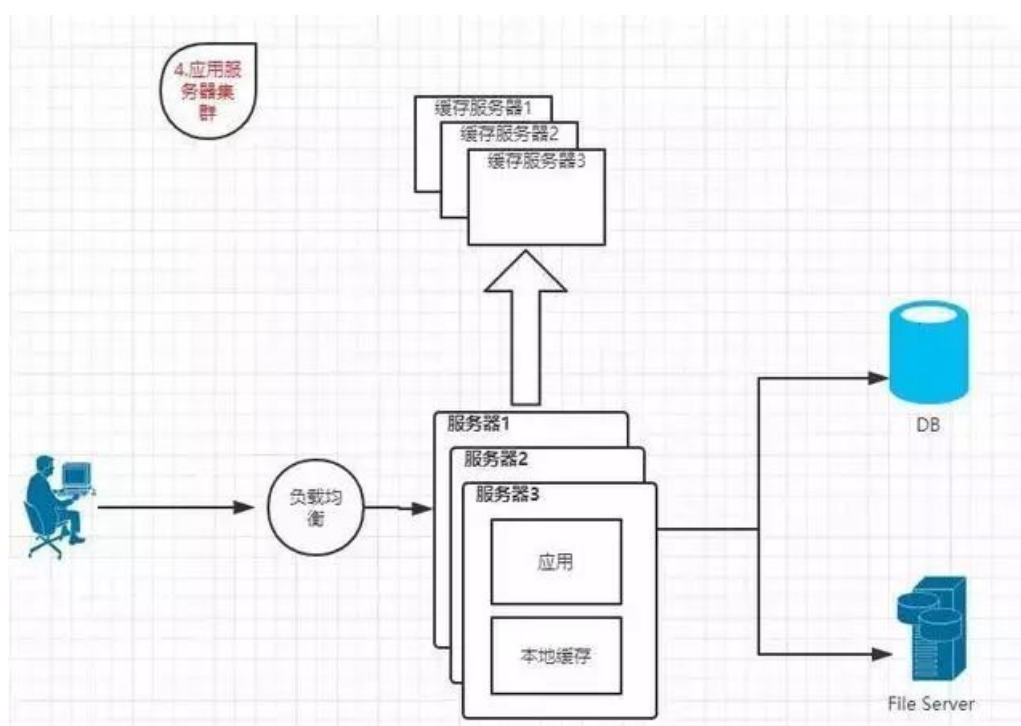 4.应用服
务器集
群
缓存服务器1
缓存服务器2
缓存服务器3
服务器1
服务器2
服务器3
应用
本地缓存
负载均
衡
DB
File Server